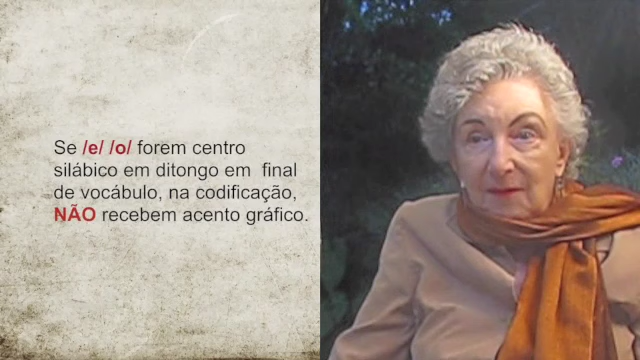 Se /e/ /o/ forem centro
silábico em ditongo em final
de vocábulo, na codificação,
NÃO recebem acento gráfico.